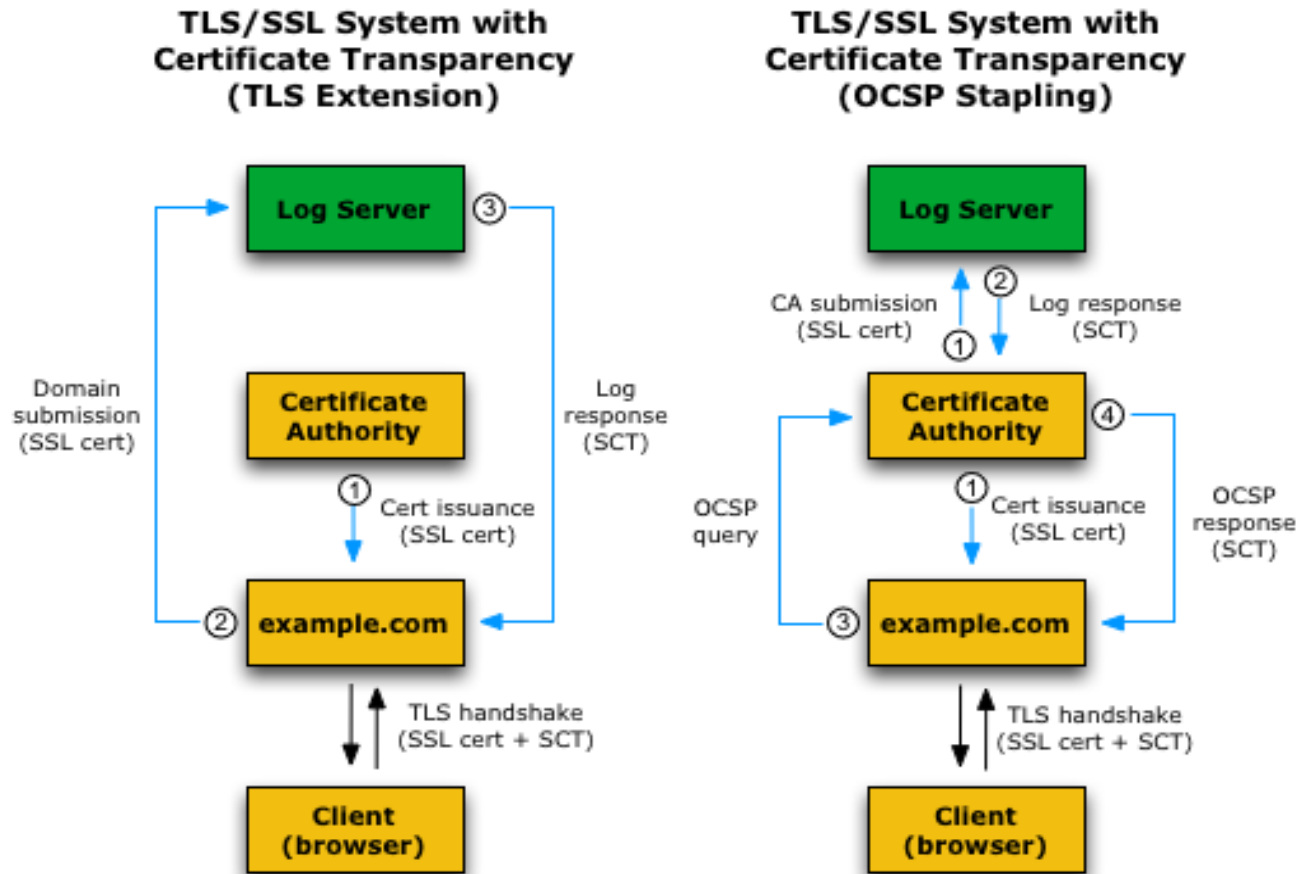 TLS/SSL System with
Certificate Transparency
(TLS Extension)
Log Server
3
Domain
submission
(SSL cert)
Certificate
Authority
Log
response
(SCT)
1
Cert issuance
(SSL cert)
2
example.com
TLS handshake
(SSL cert + SCT)
Client
(browser)
TLS/SSL System with
Certificate Transparency
(OCSP Stapling)
Log Server
CA submission
(SSL cert)
1
2
Log response
(SCT)
Certificate
Authority
4
OCSP
query
1
Cert issuance
(SSL cert)
OCSP
response
(SCT)
3
example.com
TLS handshake
(SSL cert + SCT)
Client
(browser)